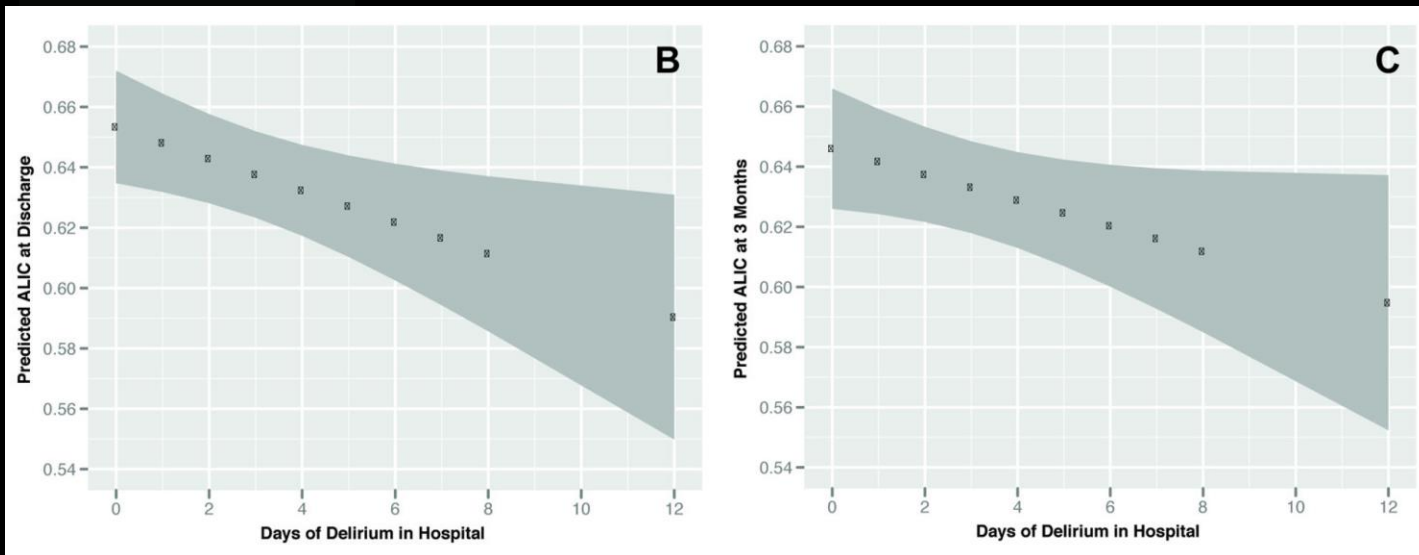 B
Predicted ALIC at Discharge
0.68
0.66
0.64
0.62
0.60
0.58
0.56
0.54
0 2 4 6 8 10 12
Days of Delirium in Hospital
C
Predicted ALIC at 3 Months
0.68
0.66
0.64
0.62
0.60
0.58
0.56
0.54
0 2 4 6 8 10 12
Days of Delirium in Hospital